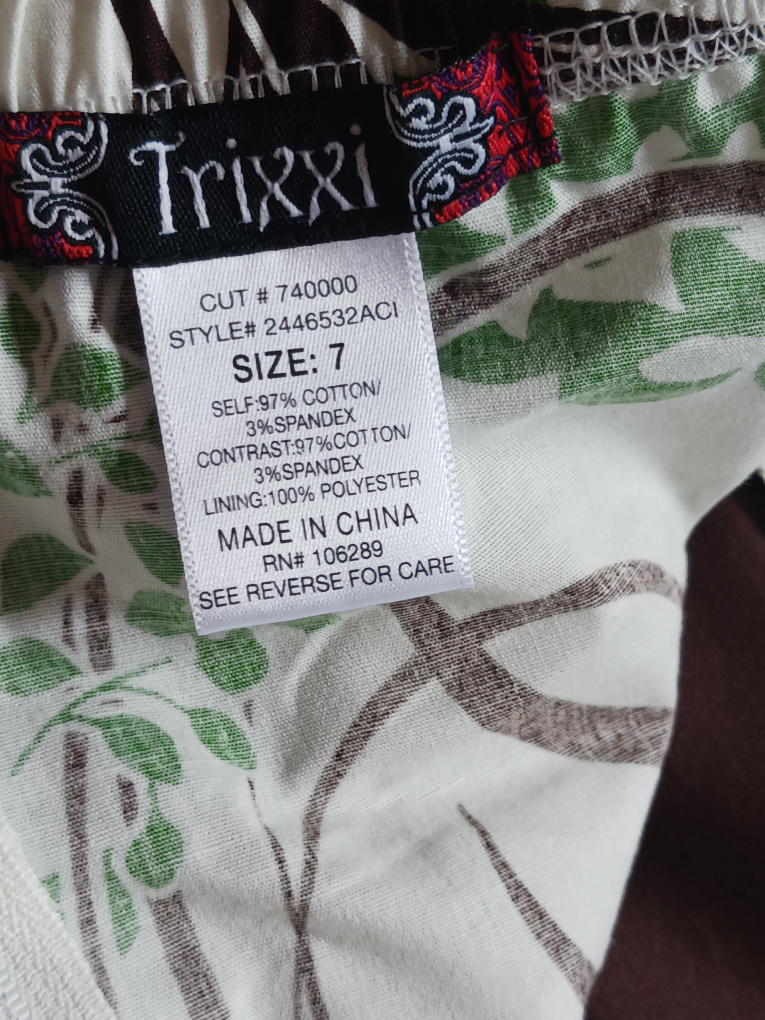 Trixxi
CUT # 740000
STYLE# 2446532ACI
SIZE: 7
SELF:97% COTTON/
3%SPANDEX
CONTRAST:97%COTTON/
3%SPANDEX
LINING:100% POLYESTER
MADE IN CHINA
RN# 106289
SEE REVERSE FOR CARE